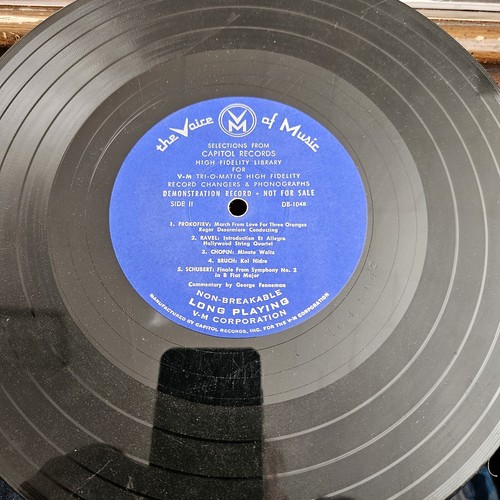 the Voice VM of Music
SELECTIONS FROM
CAPITOL RECORDS
HIGH FIDELITY LIBRARY
FOR
V-M TRI-O-MATIC HIGH FIDELITY
RECORD CHANGERS & PHONOGRAPHS
DEMONSTRATION RECORD • NOT FOR SALE
SIDE II DB-104B
1. PROKOFIEV: March From Love For Three Oranges
Roger Desormiere Conducting
2. RAVEL: Introduction Et Allegro
Hollywood String Quartet
3. CHOPIN: Minute Waltz
4. BRUCH: Kol Nidre
5. SCHUBERT: Finale From Symphony No. 2
in B Flat Major
Commentary by George Fenneman
NON-BREAKABLE
LONG PLAYING
V-M CORPORATION
MANUFACTURED BY CAPITOL RECORDS, INC. FOR THE V-M CORPORATION